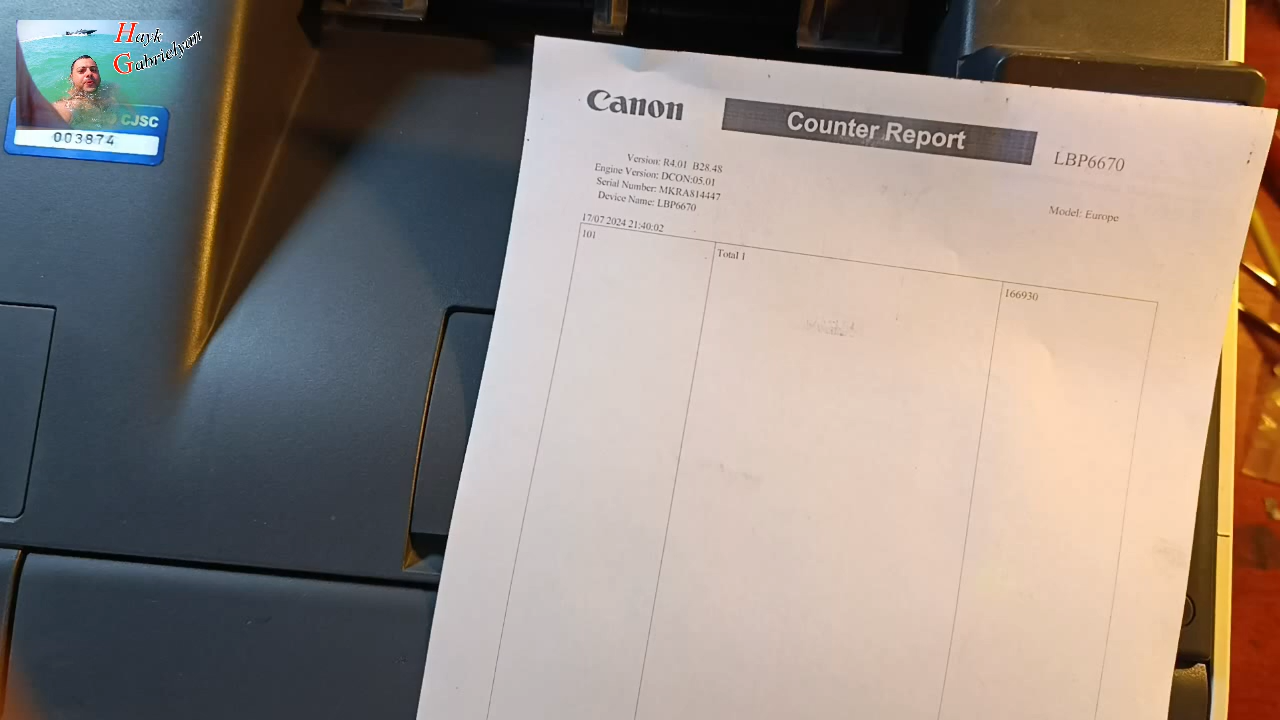 Hayk
Gabrielyan
CJSC
003874
Canon
Counter Report
LBP6670
Version: R4.01 B28.48
Engine Version: DCON:05.01
Serial Number: MKRA814447
Device Name: LBP6670
Model: Europe
17/07 2024 21:40:02
101
Total 1
166930